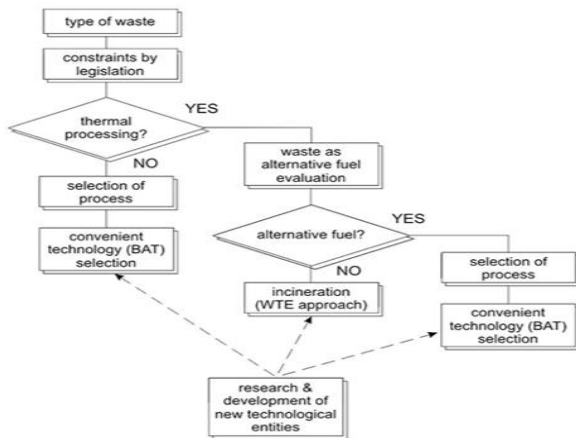 type of waste
constraints by
legislation
YES
thermal
processing?
NO
waste as
alternative fuel
evaluation
selection of
process
YES
alternative fuel?
convenient
technology (BAT)
selection
NO
selection of
process
incineration
(WTE approach)
convenient
technology (BAT)
selection
research &
development of
new technological
entities